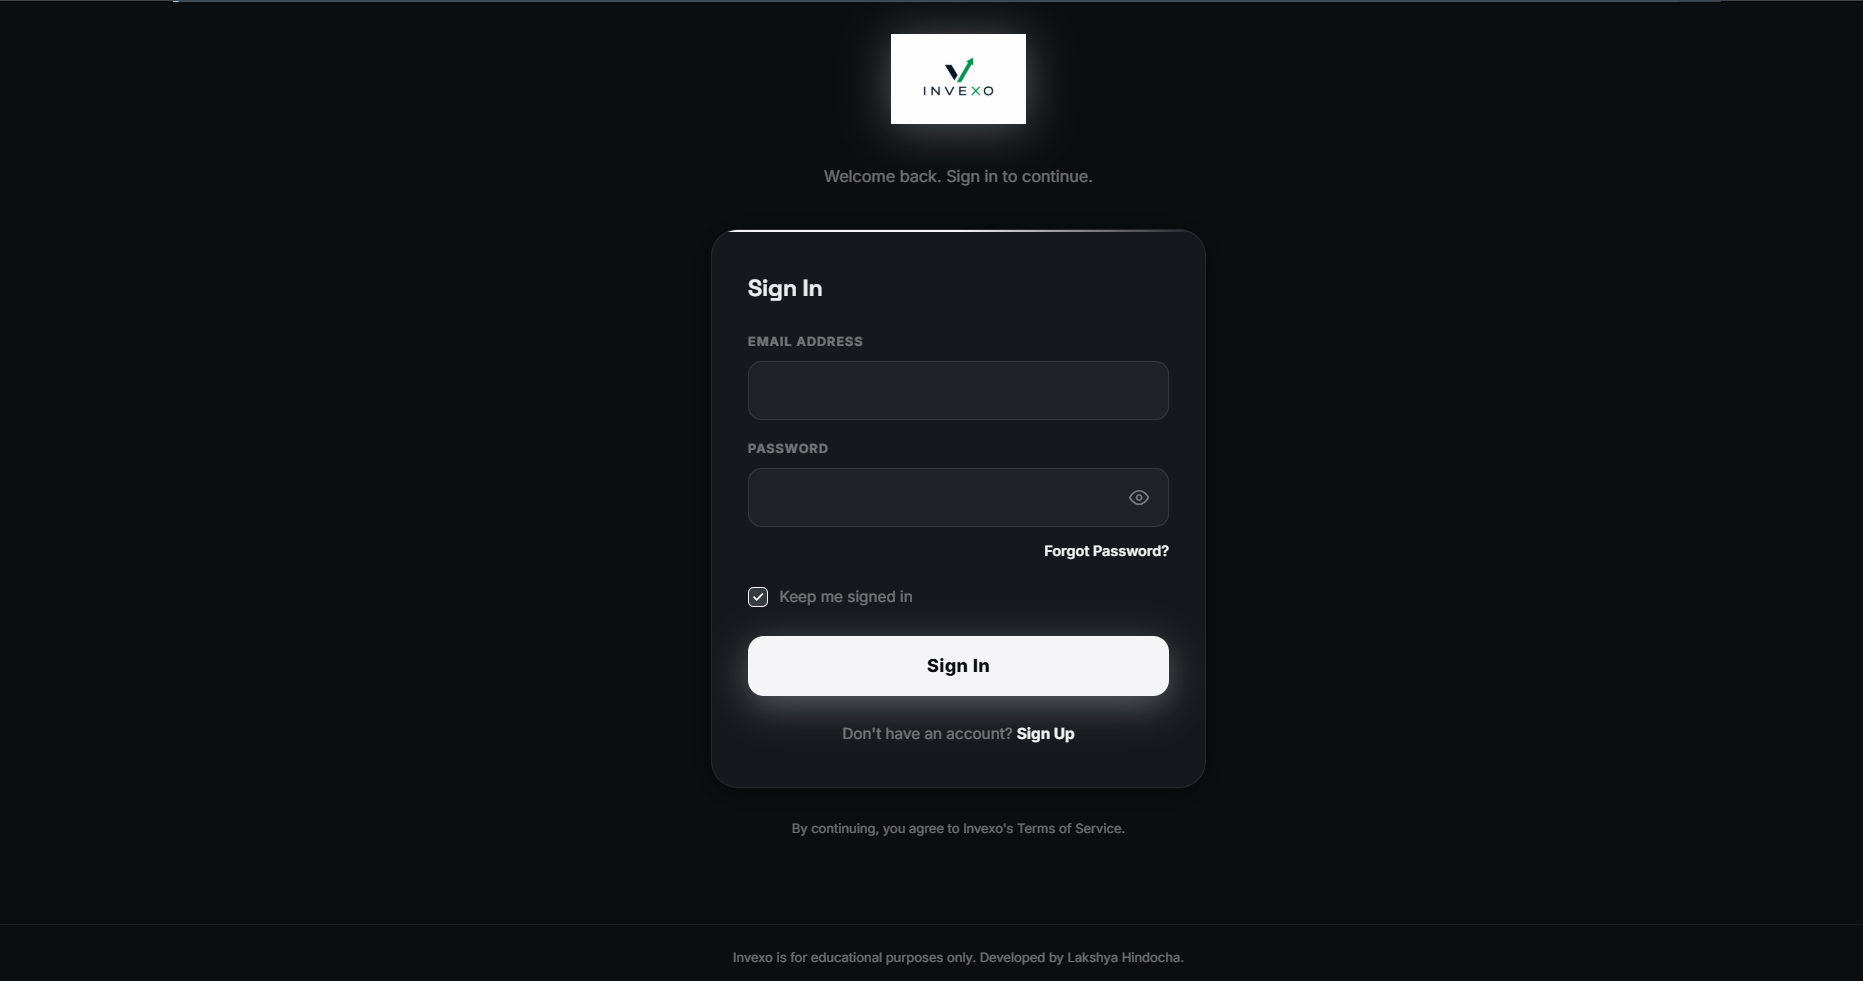 INVEXO
Welcome back. Sign in to continue.
Sign In
EMAIL ADDRESS
PASSWORD
Forgot Password?
Keep me signed in
Sign In
Don't have an account? Sign Up
By continuing, you agree to Invexo's Terms of Service.
Invexo is for educational purposes only. Developed by Lakshya Hindocha.